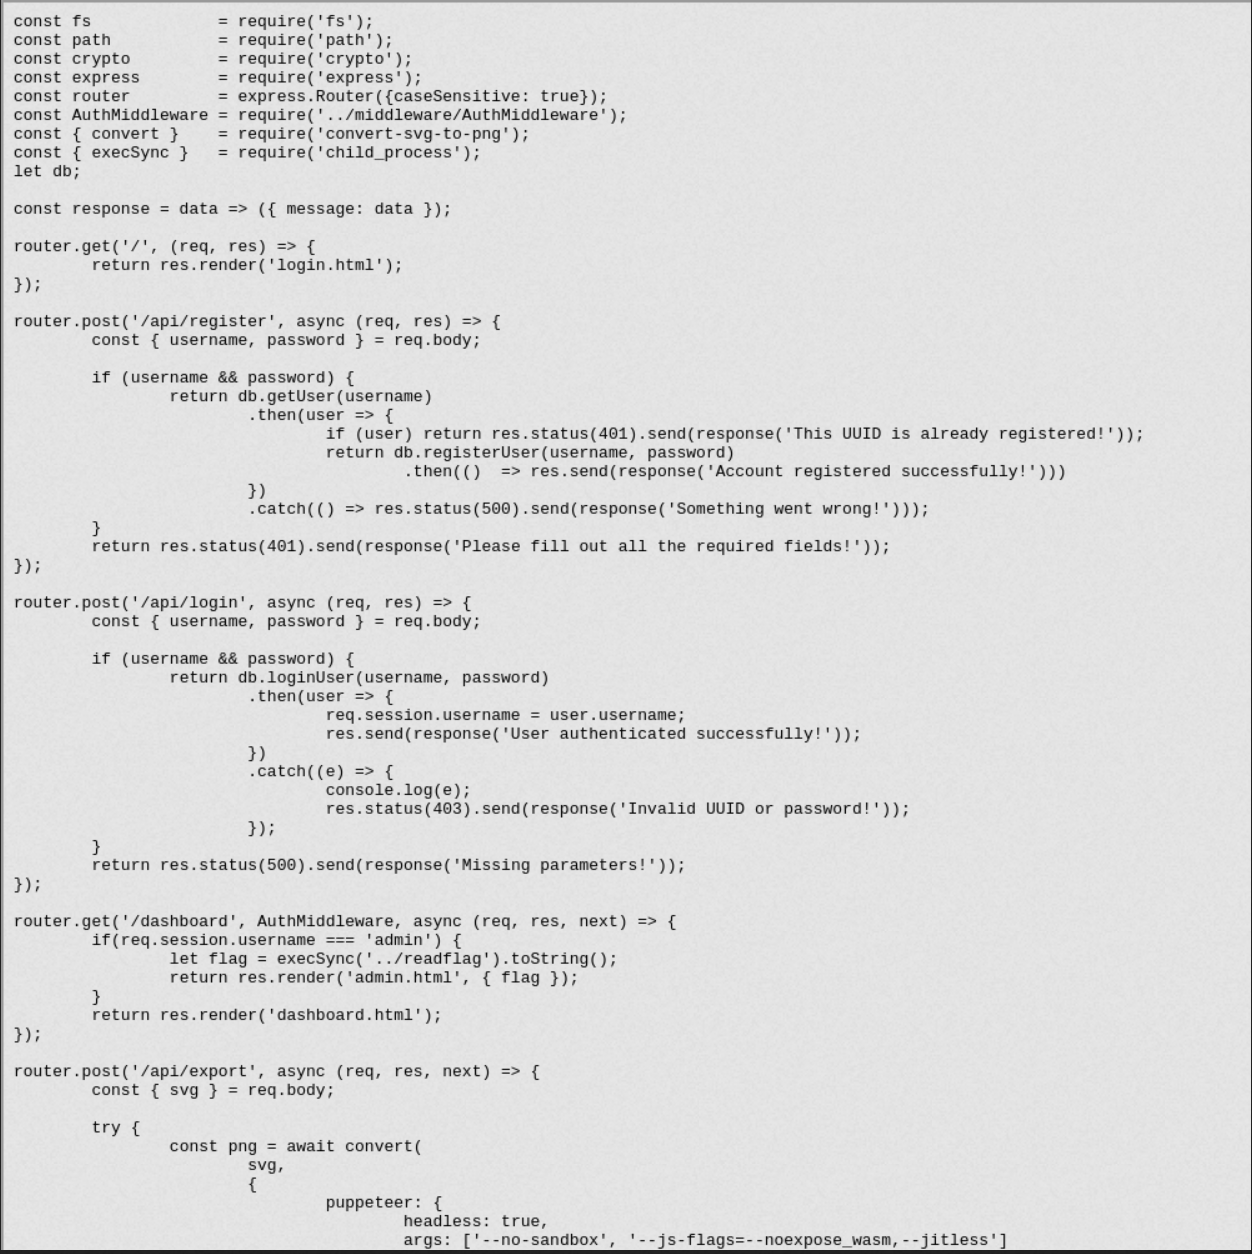 const fs             = require('fs');
const path           = require('path');
const crypto         = require('crypto');
const express        = require('express');
const router         = express.Router({caseSensitive: true});
const AuthMiddleware = require('../middleware/AuthMiddleware');
const { convert }    = require('convert-svg-to-png');
const { execSync }   = require('child_process');
let db;

const response = data => ({ message: data });

router.get('/', (req, res) => {
        return res.render('login.html');
});

router.post('/api/register', async (req, res) => {
        const { username, password } = req.body;

        if (username && password) {
                return db.getUser(username)
                        .then(user => {
                                if (user) return res.status(401).send(response('This UUID is already registered!'));
                                return db.registerUser(username, password)
                                        .then(()  => res.send(response('Account registered successfully!')))
                        })
                        .catch(() => res.status(500).send(response('Something went wrong!')));
        }
        return res.status(401).send(response('Please fill out all the required fields!'));
});

router.post('/api/login', async (req, res) => {
        const { username, password } = req.body;

        if (username && password) {
                return db.loginUser(username, password)
                        .then(user => {
                                req.session.username = user.username;
                                res.send(response('User authenticated successfully!'));
                        })
                        .catch((e) => {
                                console.log(e);
                                res.status(403).send(response('Invalid UUID or password!'));
                        });
        }
        return res.status(500).send(response('Missing parameters!'));
});

router.get('/dashboard', AuthMiddleware, async (req, res, next) => {
        if(req.session.username === 'admin') {
                let flag = execSync('../readflag').toString();
                return res.render('admin.html', { flag });
        }
        return res.render('dashboard.html');
});

router.post('/api/export', async (req, res, next) => {
        const { svg } = req.body;

        try {
                const png = await convert(
                        svg,
                        {
                                puppeteer: {
                                        headless: true,
                                        args: ['--no-sandbox', '--js-flags=--noexpose_wasm,--jitless']